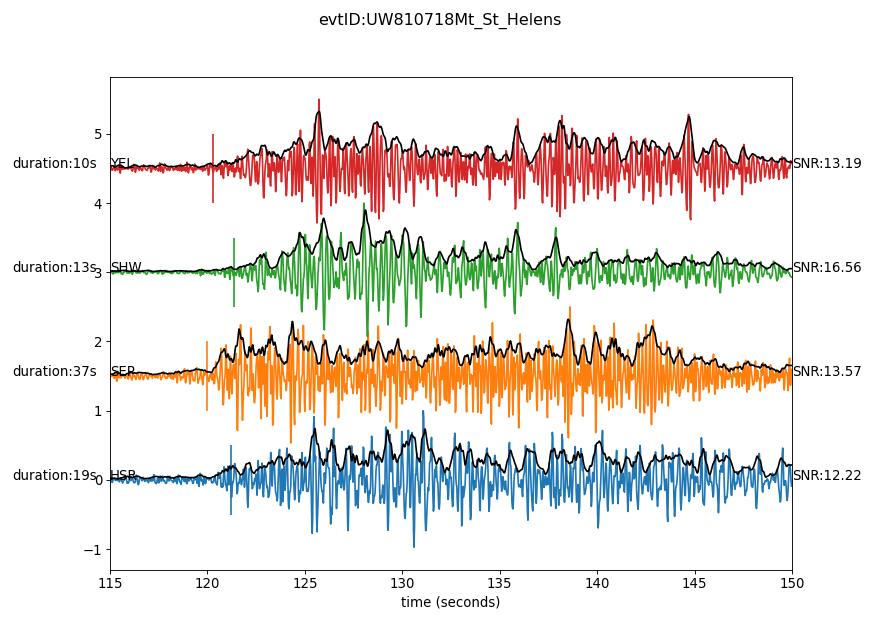 evtID:UW810718Mt_St_Helens
5
duration:10s YEL SNR:13.19
4
duration:13s SHW SNR:16.56
3
2
duration:37s SEP SNR:13.57
1
duration:19s HSR SNR:12.22
0
−1
115 120 125 130 135 140 145 150
time (seconds)